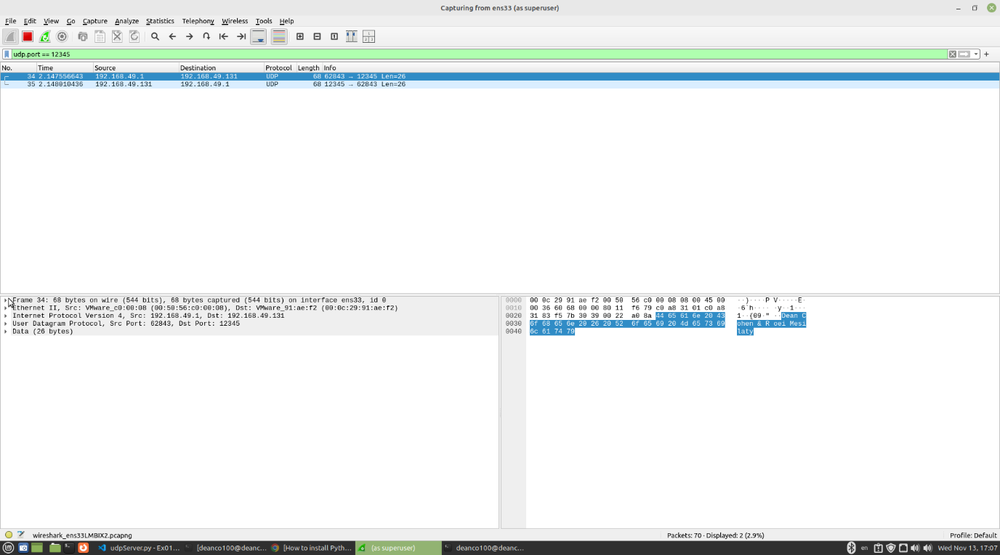 Capturing from ens33 (as superuser)
File Edit View Go Capture Analyze Statistics Telephony Wireless Tools Help
udp.port == 12345
No. Time Source Destination Protocol Length Info
34 2.147556643 192.168.49.1 192.168.49.131 UDP 68 62843 → 12345 Len=26
35 2.148010436 192.168.49.131 192.168.49.1 UDP 68 12345 → 62843 Len=26
Frame 34: 68 bytes on wire (544 bits), 68 bytes captured (544 bits) on interface ens33, id 0
Ethernet II, Src: VMware_c0:00:08 (00:50:56:c0:00:08), Dst: VMware_91:ae:f2 (00:0c:29:91:ae:f2)
Internet Protocol Version 4, Src: 192.168.49.1, Dst: 192.168.49.131
User Datagram Protocol, Src Port: 62843, Dst Port: 12345
Data (26 bytes)
0000 00 0c 29 91 ae f2 00 50 56 c0 00 08 08 00 45 00 ··)····P V·····E·
0010 00 36 60 68 00 00 80 11 f6 79 c0 a8 31 01 c0 a8 ·6`h···· ·y··1···
0020 31 83 f5 7b 30 39 00 22 a0 8a 44 65 61 6e 20 43 1··{09·" ··Dean C
0030 6f 68 65 6e 20 26 20 52 6f 65 69 20 4d 65 73 69 ohen & R oei Mesi
0040 6c 61 74 79 laty
wireshark_ens33LMBIX2.pcapng Packets: 70 · Displayed: 2 (2.9%) Profile: Default
udpServer.py - Ex01... [deanco100@deanc... [How to install Pyth... (as superuser) deanco100@deanc... en Wed Nov 13, 17:07